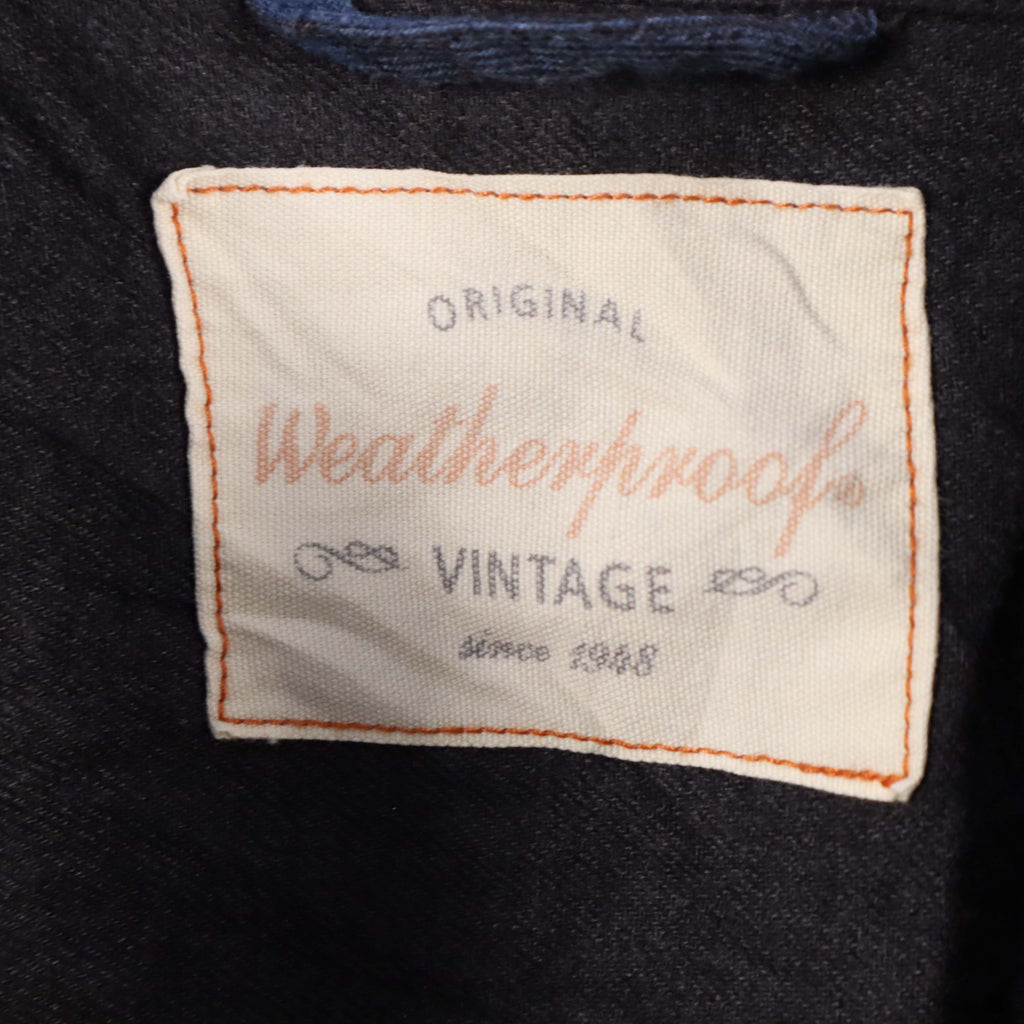 ORIGINAL
Weatherproof®
VINTAGE
since 1948